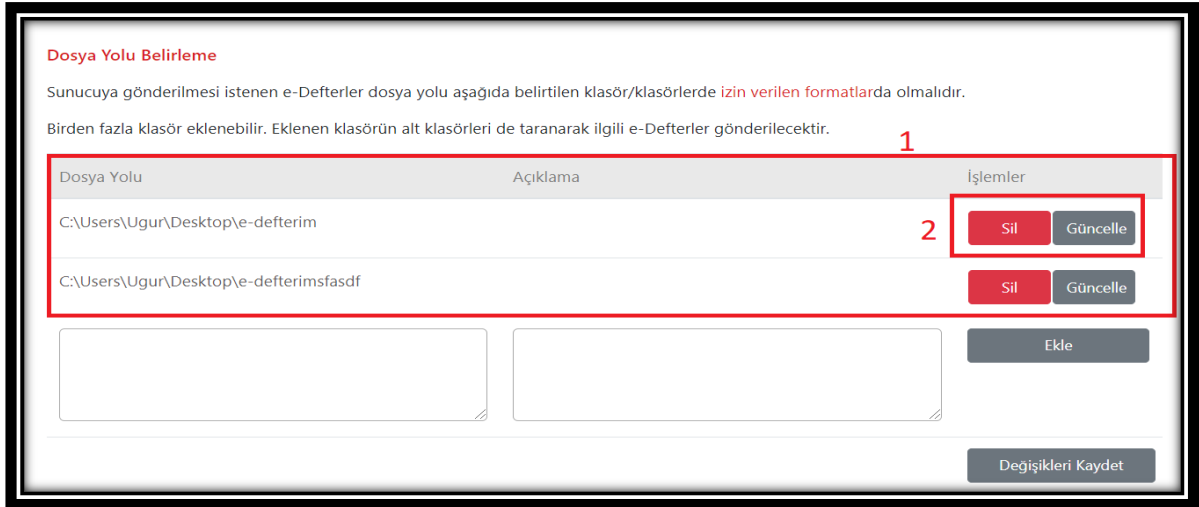 Dosya Yolu Belirleme
Sunucuya gönderilmesi istenen e-Defterler dosya yolu aşağıda belirtilen klasör/klasörlerde izin verilen formatlarda olmalıdır.
Birden fazla klasör eklenebilir. Eklenen klasörün alt klasörleri de taranarak ilgili e-Defterler gönderilecektir.
1
Dosya Yolu Açıklama İşlemler
C:\Users\Ugur\Desktop\e-defterim 2 Sil Güncelle
C:\Users\Ugur\Desktop\e-defterimsfasdf Sil Güncelle
Ekle
Değişikleri Kaydet